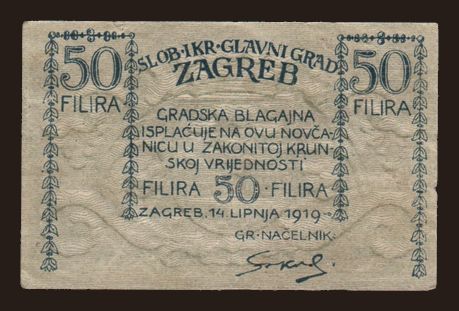 50 SLOB. I KR. GLAVNI GRAD 50
FILIRA ZAGREB FILIRA
GRADSKA BLAGAJNA
ISPLAĆUJE NA OVU NOVČA-
NICU U ZAKONITOJ KRUN-
SKOJ VRIJEDNOSTI
FILIRA 50 FILIRA
ZAGREB, 14. LIPNJA 1919.
GR. NAČELNIK